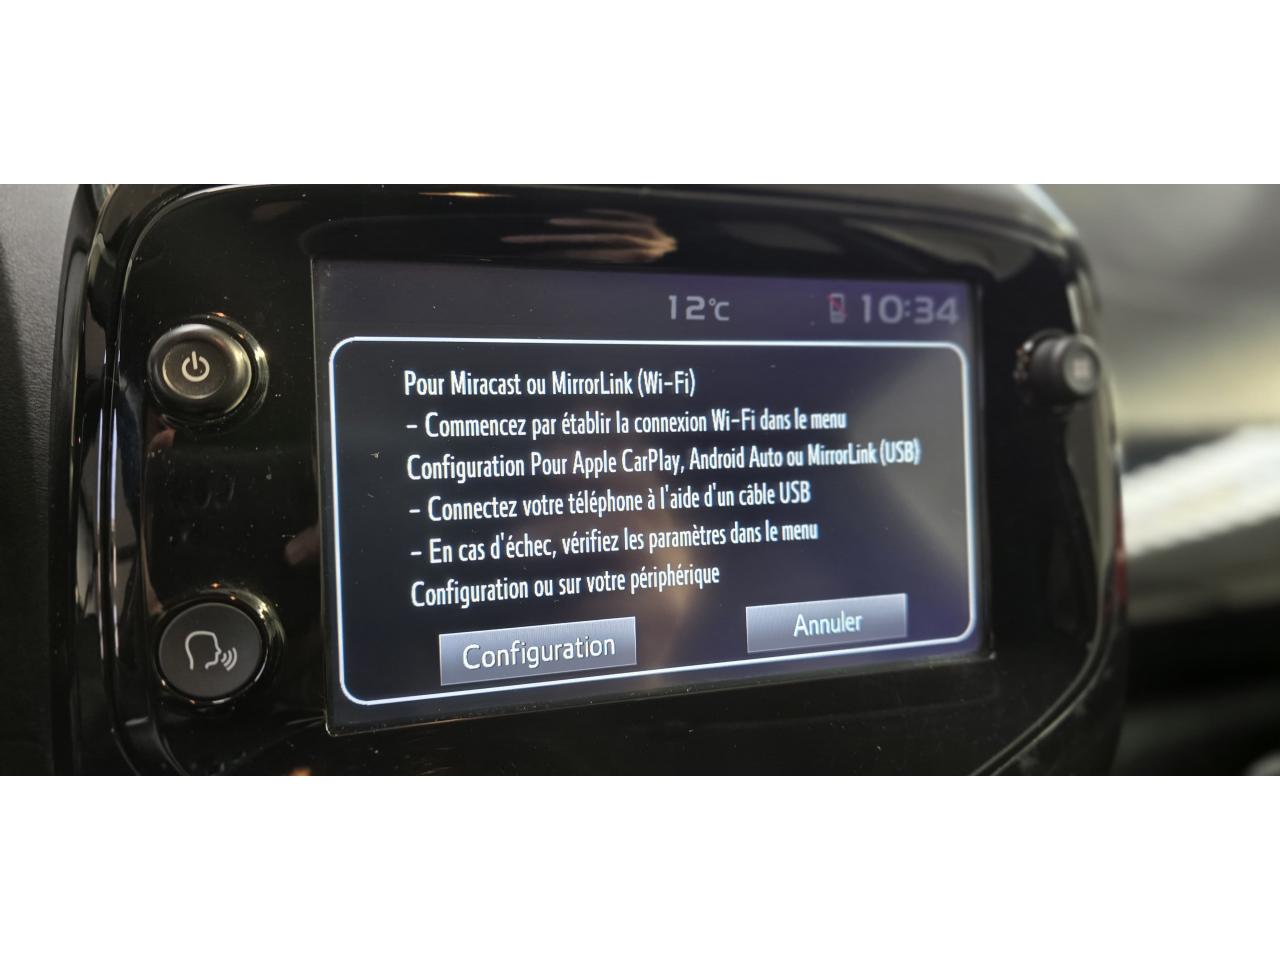 12°C 10:34
Pour Miracast ou MirrorLink (Wi-Fi)
- Commencez par établir la connexion Wi-Fi dans le menu
Configuration Pour Apple CarPlay, Android Auto ou MirrorLink (USB)
- Connectez votre téléphone à l'aide d'un câble USB
- En cas d'échec, vérifiez les paramètres dans le menu
Configuration ou sur votre périphérique
Configuration Annuler